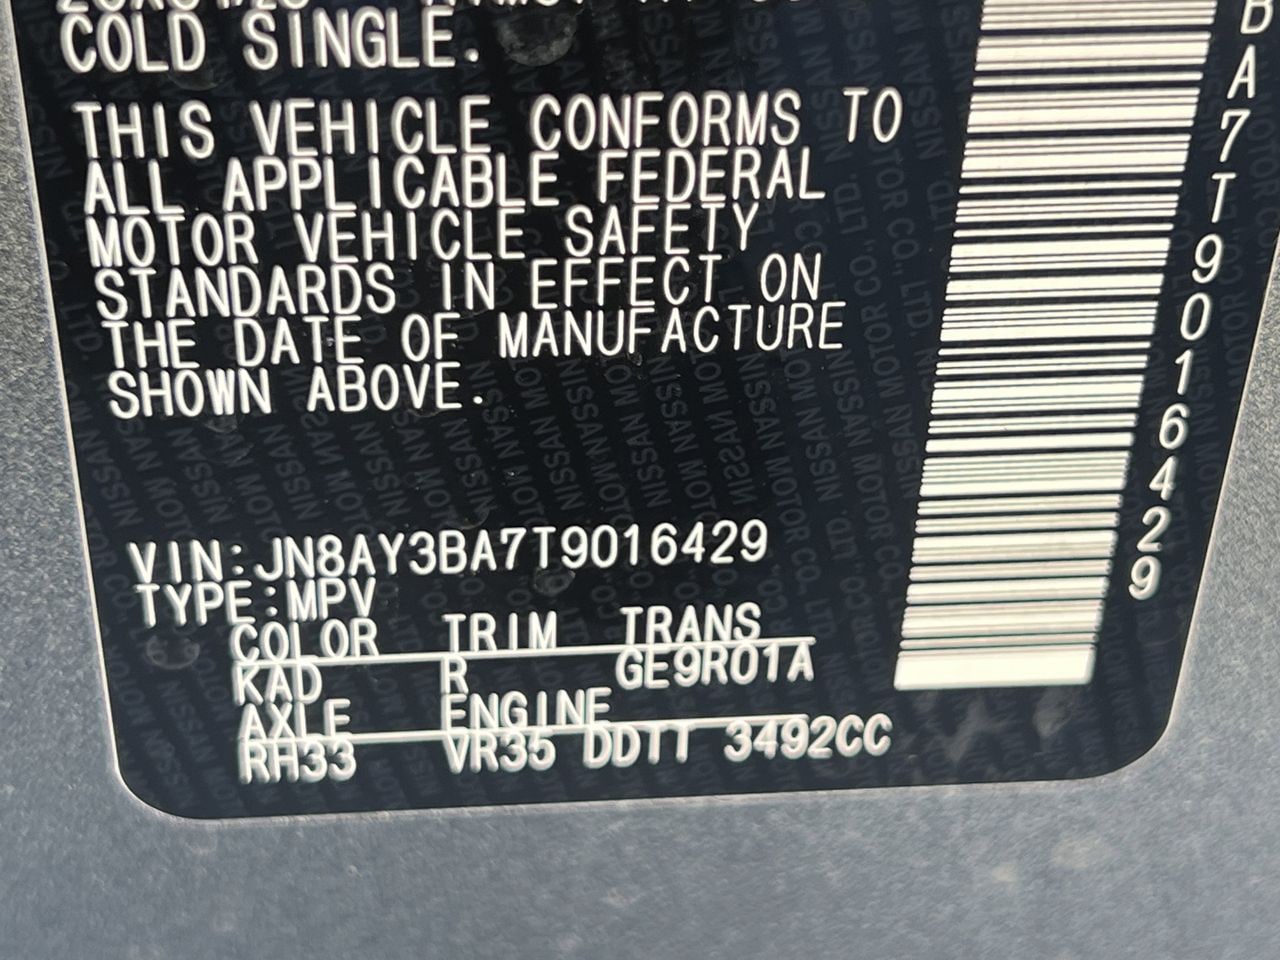 COLD SINGLE.
THIS VEHICLE CONFORMS TO
ALL APPLICABLE FEDERAL
MOTOR VEHICLE SAFETY
STANDARDS IN EFFECT ON
THE DATE OF MANUFACTURE
SHOWN ABOVE.
VIN:JN8AY3BA7T9016429
TYPE:MPV
COLOR TRIM TRANS
KAD R GE9R01A
AXLE ENGINE
RH33 VR35 DDTT 3492CC
BA7T9016429